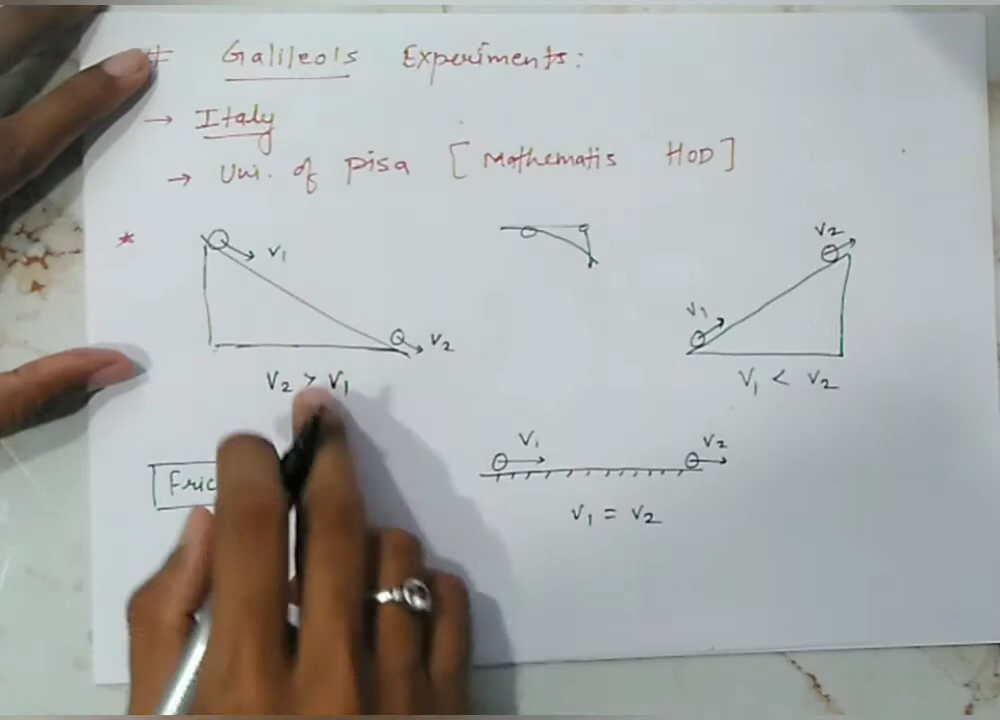 # Galileo's Experiments:
→ Italy
→ Uni. of Pisa [Mathematis HOD]
*
V1
V2
V2 > V1
V1
V2
V1 < V2
V1
V2
V1 = V2